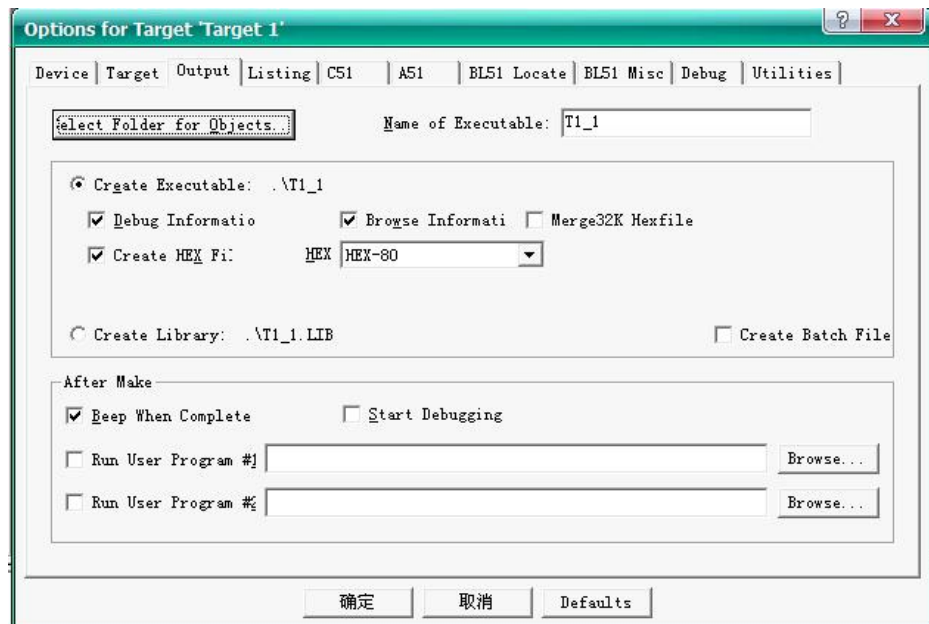 Options for Target 'Target 1'
Device Target Output Listing C51 A51 BL51 Locate BL51 Misc Debug Utilities
elect Folder for Objects.. Name of Executable: T1_1
Create Executable: .\T1_1
Debug Informatio Browse Informati Merge32K Hexfile
Create HEX Fi HEX HEX-80
Create Library: .\T1_1.LIB Create Batch File
After Make
Beep When Complete Start Debugging
Run User Program #1 Browse...
Run User Program #2 Browse...
确定 取消 Defaults